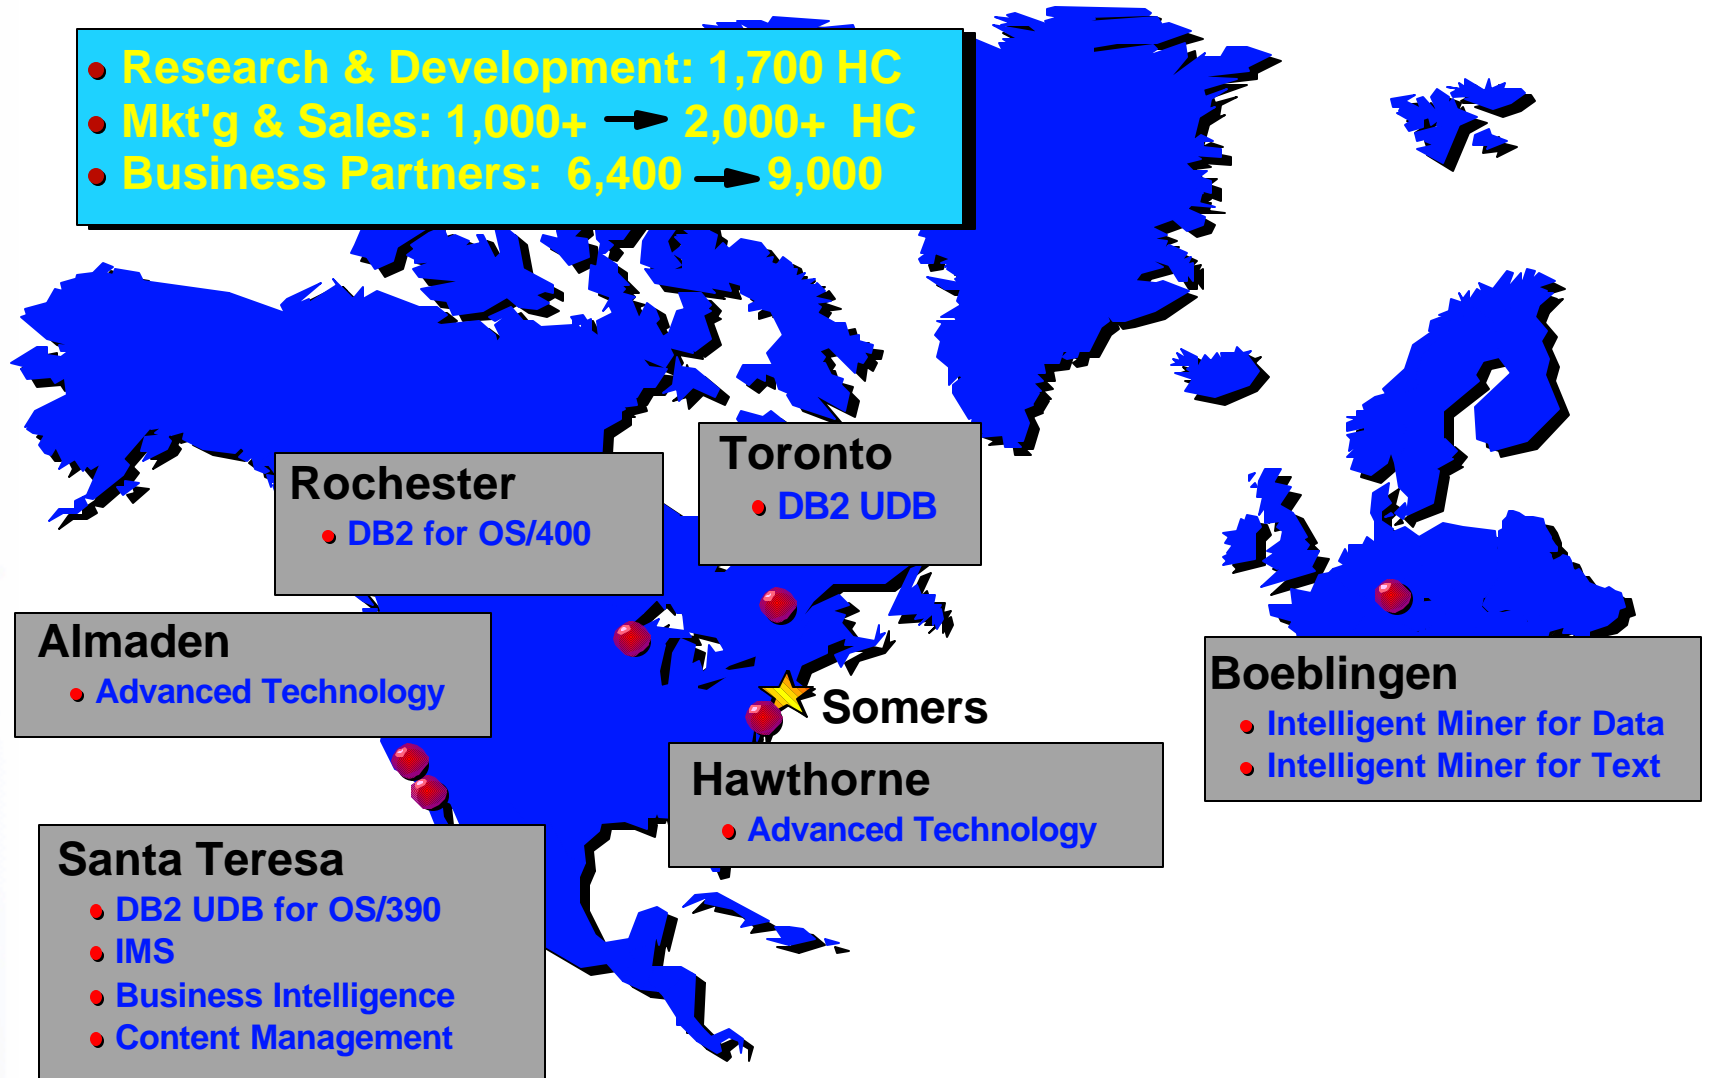 Research & Development: 1,700 HC
Mkt'g & Sales: 1,000+ → 2,000+ HC
Business Partners: 6,400 → 9,000
Toronto
DB2 UDB
Rochester
DB2 for OS/400
Almaden
Advanced Technology
Somers
Boeblingen
Intelligent Miner for Data
Intelligent Miner for Text
Hawthorne
Advanced Technology
Santa Teresa
DB2 UDB for OS/390
IMS
Business Intelligence
Content Management